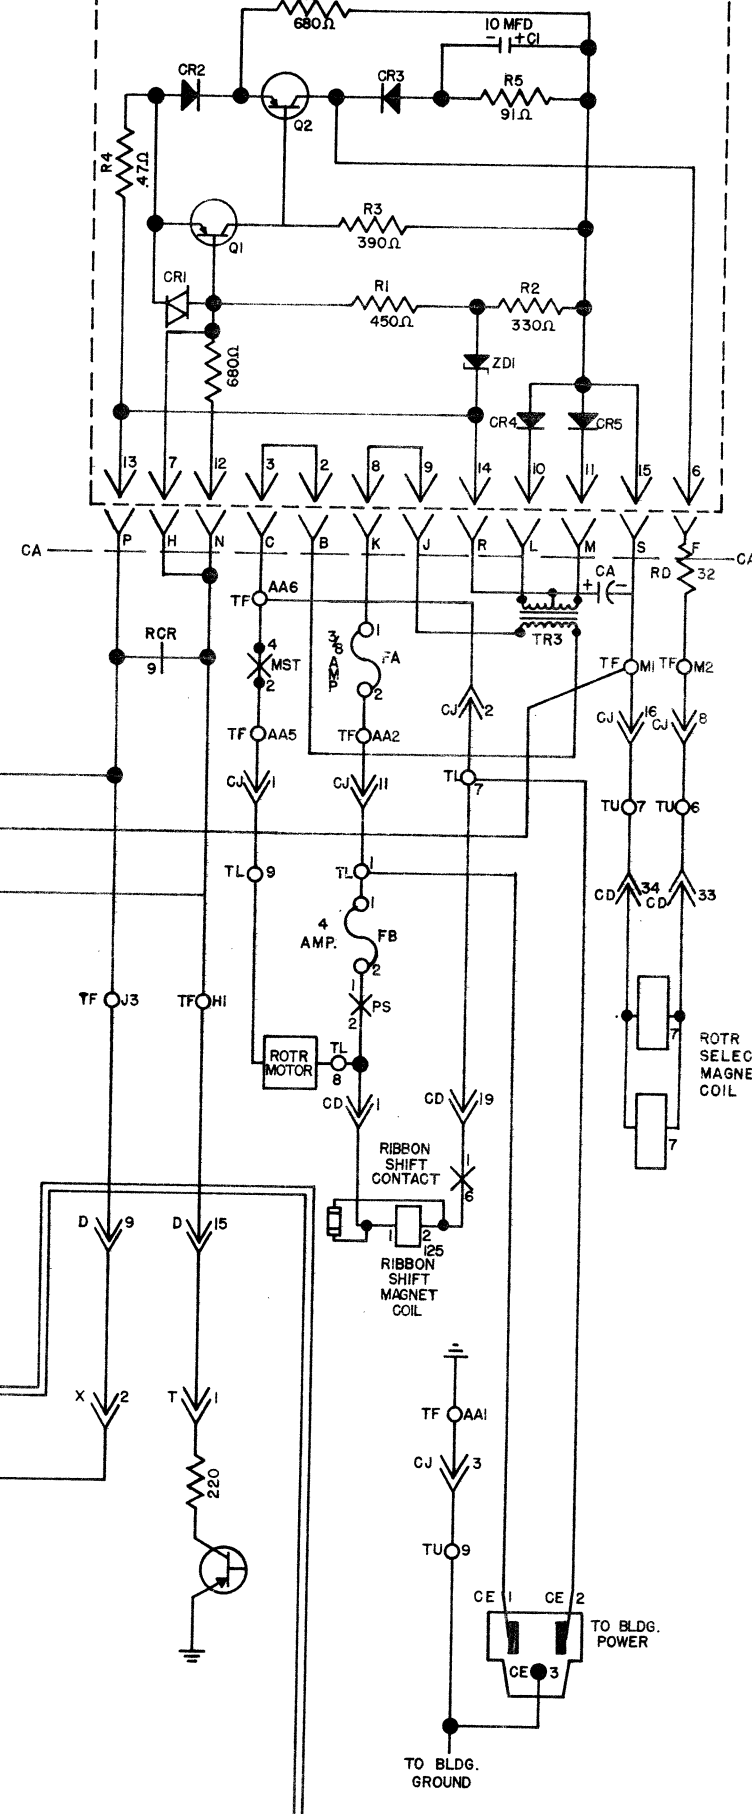 680Ω
10 MFD
- + C1
CR2
CR3
R5
91Ω
Q2
R4
.47Ω
R3
390Ω
Q1
CR1
R1
450Ω
R2
330Ω
680Ω
ZD1
CR4
CR5
13
7
12
3
2
8
9
14
10
11
15
6
P
H
N
C
B
K
J
R
L
M
S
F
CA
CA
RD 32
+ CA -
TR3
TF AA6
RCR
9
4
MST
2
3/8 AMP
1
FA
2
TF M1
TF M2
CJ 2
CJ 16
CJ 8
TF AA5
TF AA2
CJ 1
CJ 11
TL 7
TU 7
TU 6
TL 9
TL 1
CD 34
CD 33
4 AMP.
1
FB
2
TF J3
TF H1
1
PS
2
ROTR MOTOR
TL
8
7
ROTR
SELEC
MAGNE
COIL
7
CD 1
CD 19
RIBBON
SHIFT
CONTACT
1
6
1
2
125
RIBBON
SHIFT
MAGNET
COIL
D 9
D 15
X 2
T 1
220
TF AA1
CJ 3
TU 9
CE 1
CE 2
TO BLDG.
POWER
CE 3
TO BLDG.
GROUND